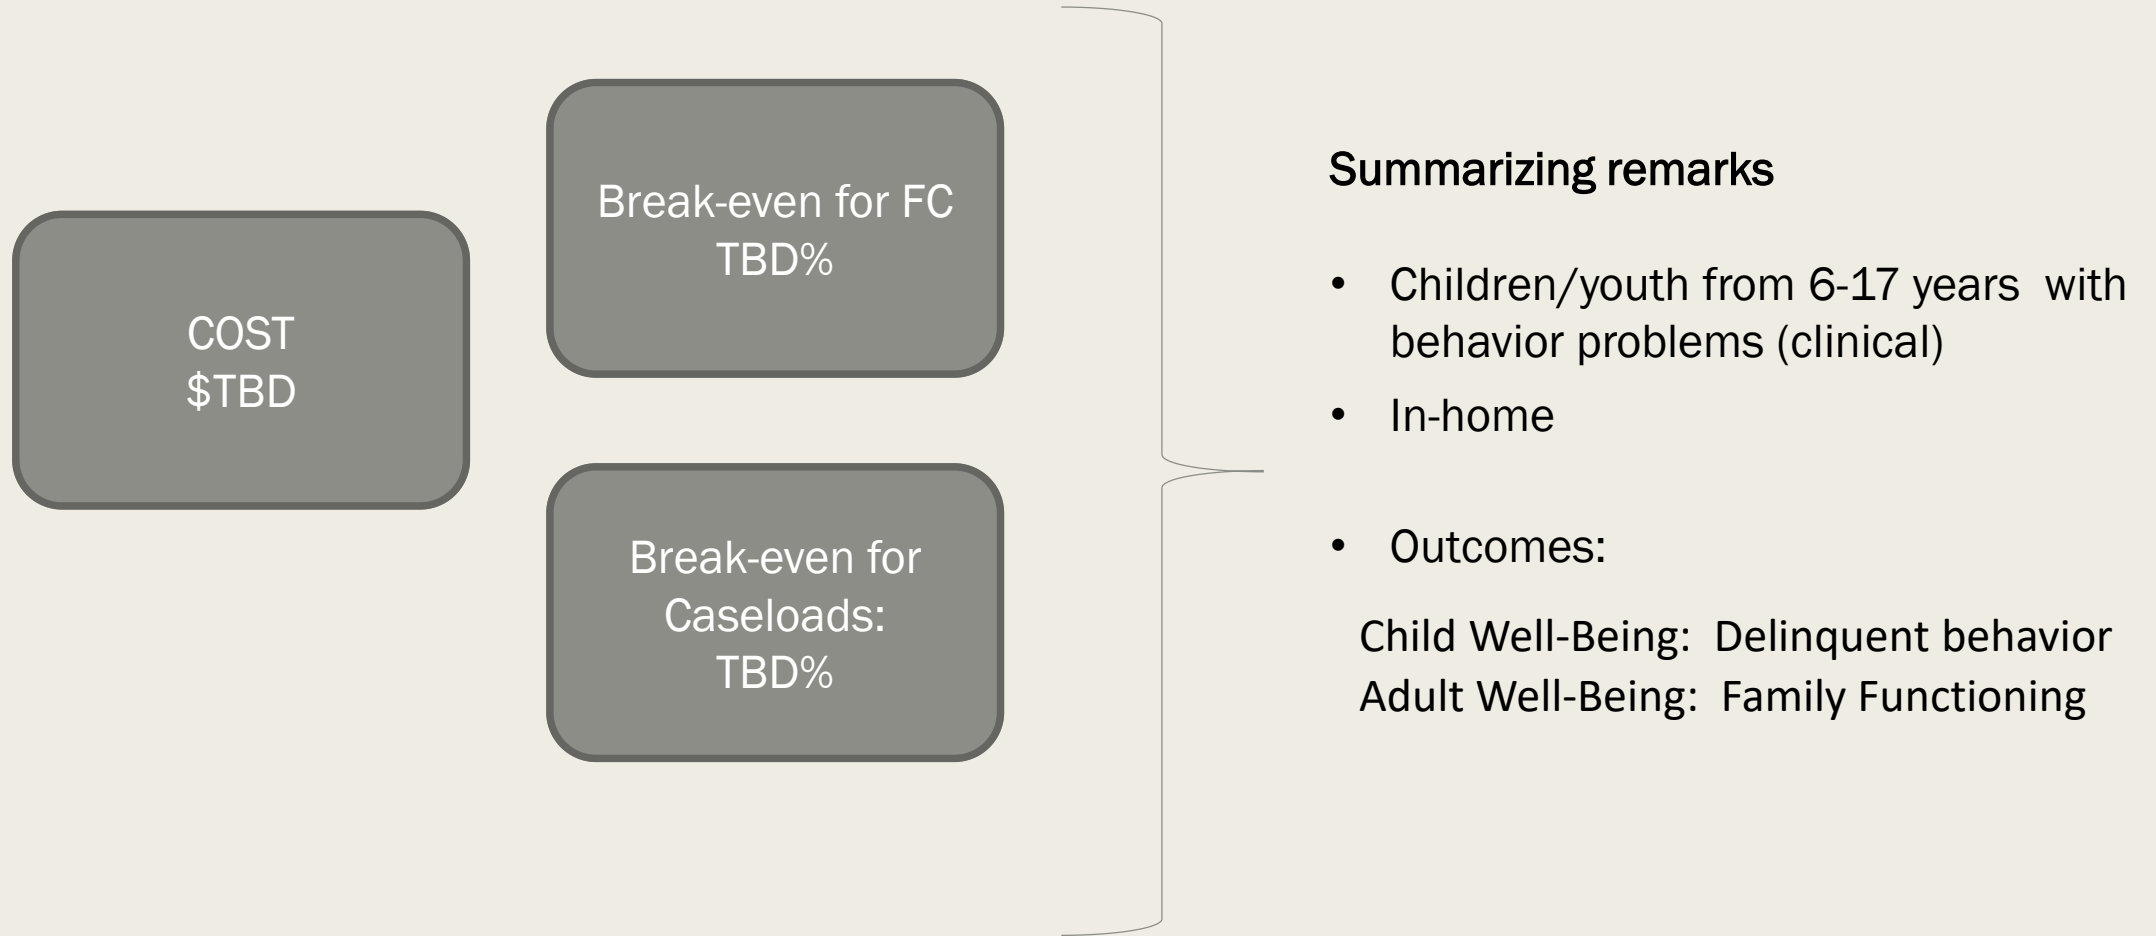 COST
$TBD
Break-even for FC
TBD%
Break-even for
Caseloads:
TBD%
Summarizing remarks
• Children/youth from 6-17 years  with
behavior problems (clinical)
• In-home
• Outcomes:
Child Well-Being:  Delinquent behavior
Adult Well-Being:  Family Functioning